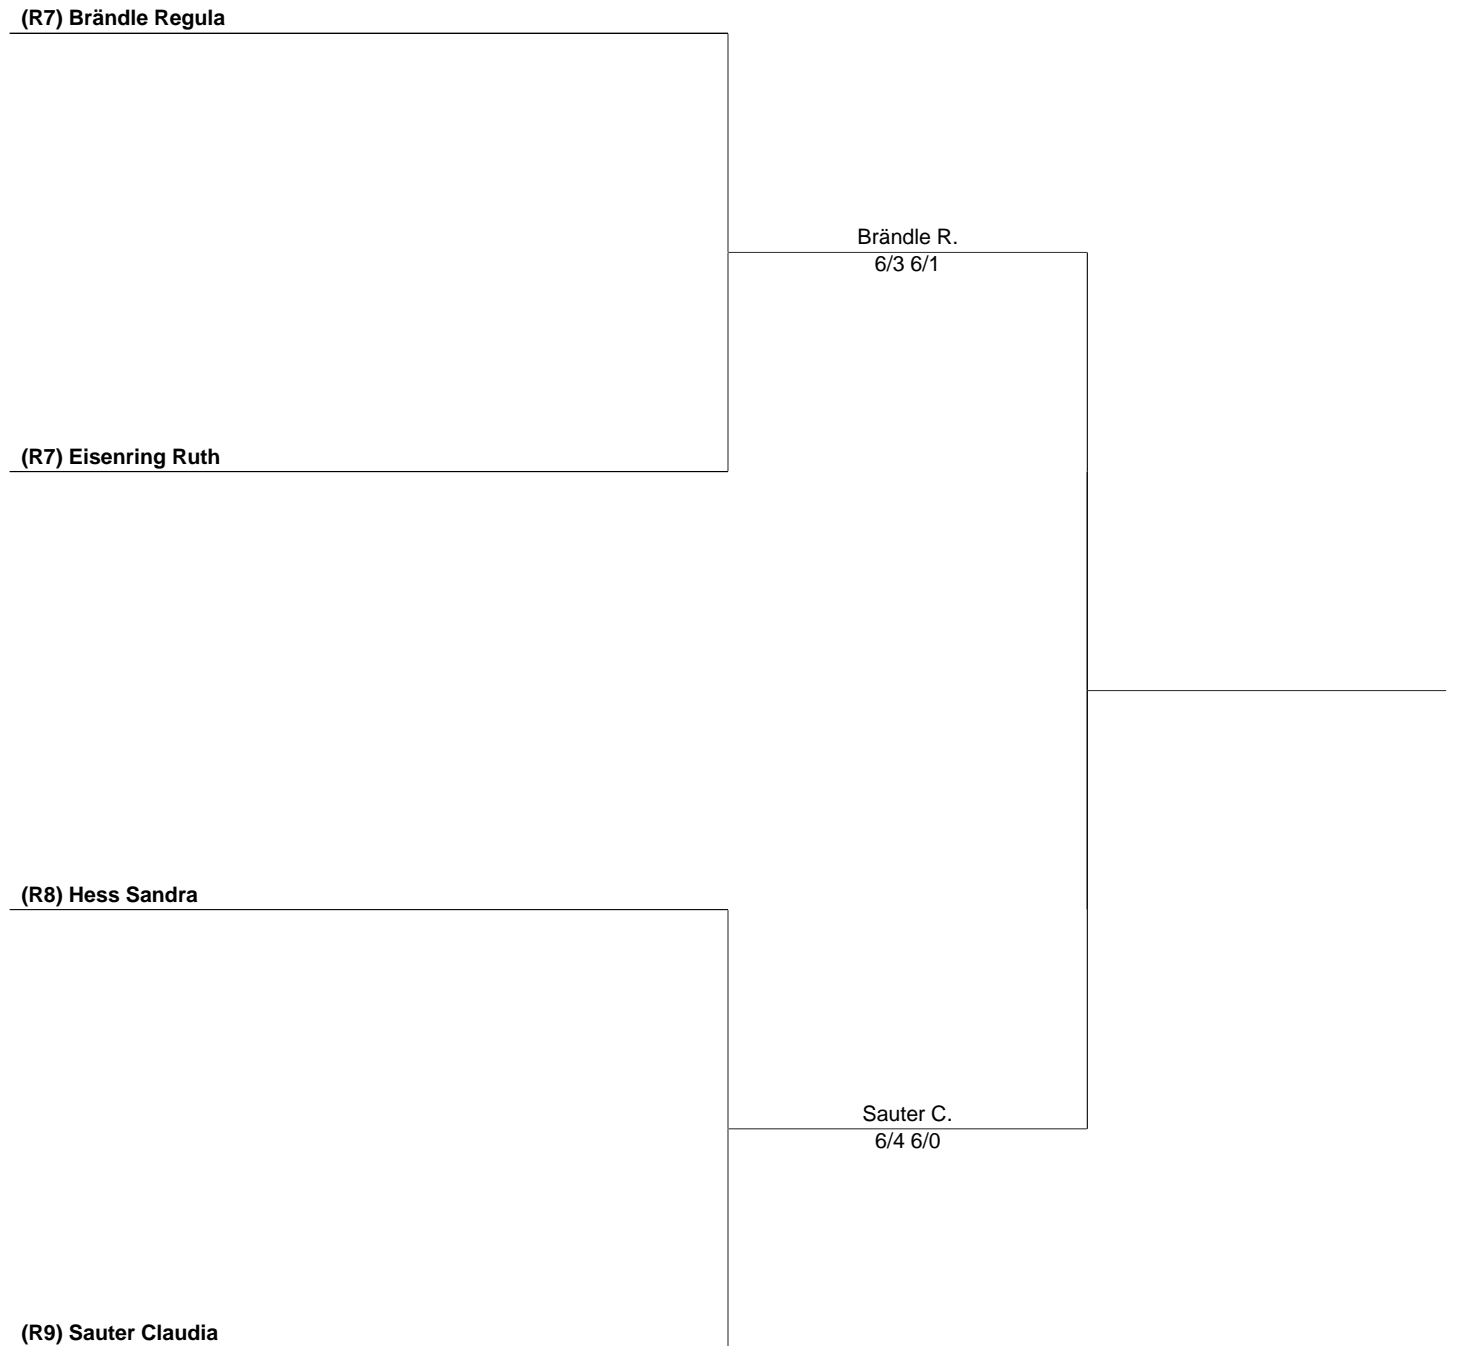 (R7) Brändle Regula
Brändle R.
6/3 6/1
(R7) Eisenring Ruth
(R8) Hess Sandra
Sauter C.
6/4 6/0
(R9) Sauter Claudia